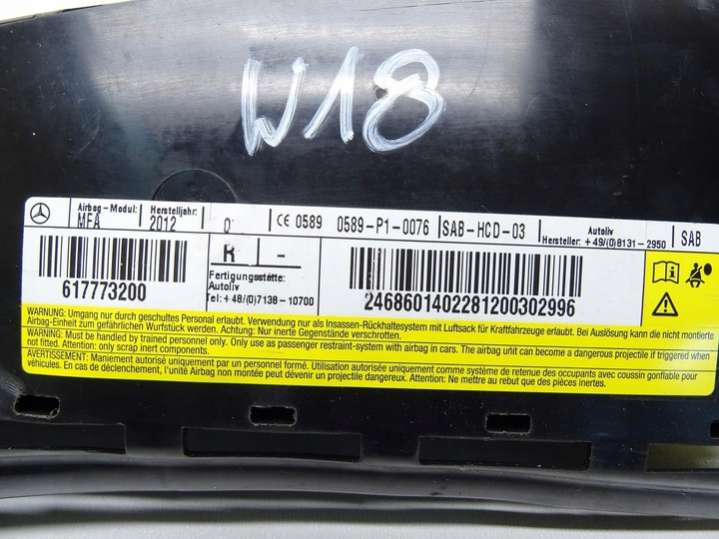 W18
Airbag-Modul: Herstelljahr: Autoliv
MFA 2012 0 CE 0589 0589-P1-0076 SAB-HCD-03 Hersteller: +49/(0)8131-2950 SAB
R -
Fertigungsstätte:
Autoliv
Tel:+48/(0)7138-10700
617773200
2468601402281200302996
WARNUNG: Umgang nur durch geschultes Personal erlaubt. Verwendung nur als Insassen-Rückhaltesystem mit Luftsack für Kraftfahrzeuge erlaubt. Bei Auslösung kann die nicht montierte
Airbag-Einheit zum gefährlichen Wurfstück werden. Achtung: Nur inerte Gegenstände verschrotten.
WARNING: Must be handled by trained personnel only. Only use as passenger restraint-system with airbag in cars. The airbag unit can become a dangerous projectile if triggered when
not fitted. Attention: only scrap inert components.
AVERTISSEMENT: Maniement autorisé uniquement par un personnel formé. Utilisation autorisée uniquement comme système de retenue des occupants avec coussin gonflable pour
véhicules. En cas de déclenchement, l'unité Airbag non montée peut devenir un projectile dangereux. Attention: Ne mettre au rebut que des pièces inertes.